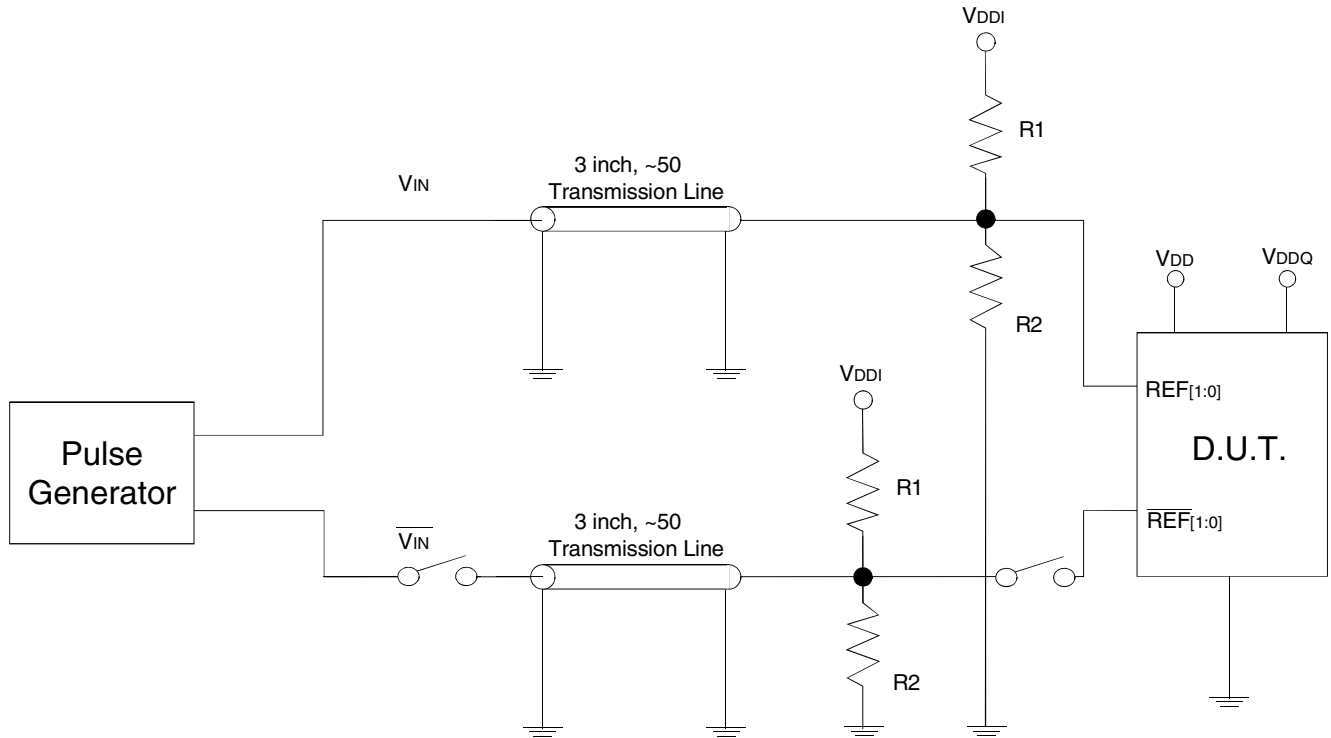 VDDI
R1
3 inch, ~50
Transmission Line
VIN
VDD
VDDQ
R2
VDDI
REF[1:0]
Pulse
Generator
D.U.T.
R1
REF[1:0]
3 inch, ~50
Transmission Line
VIN
R2